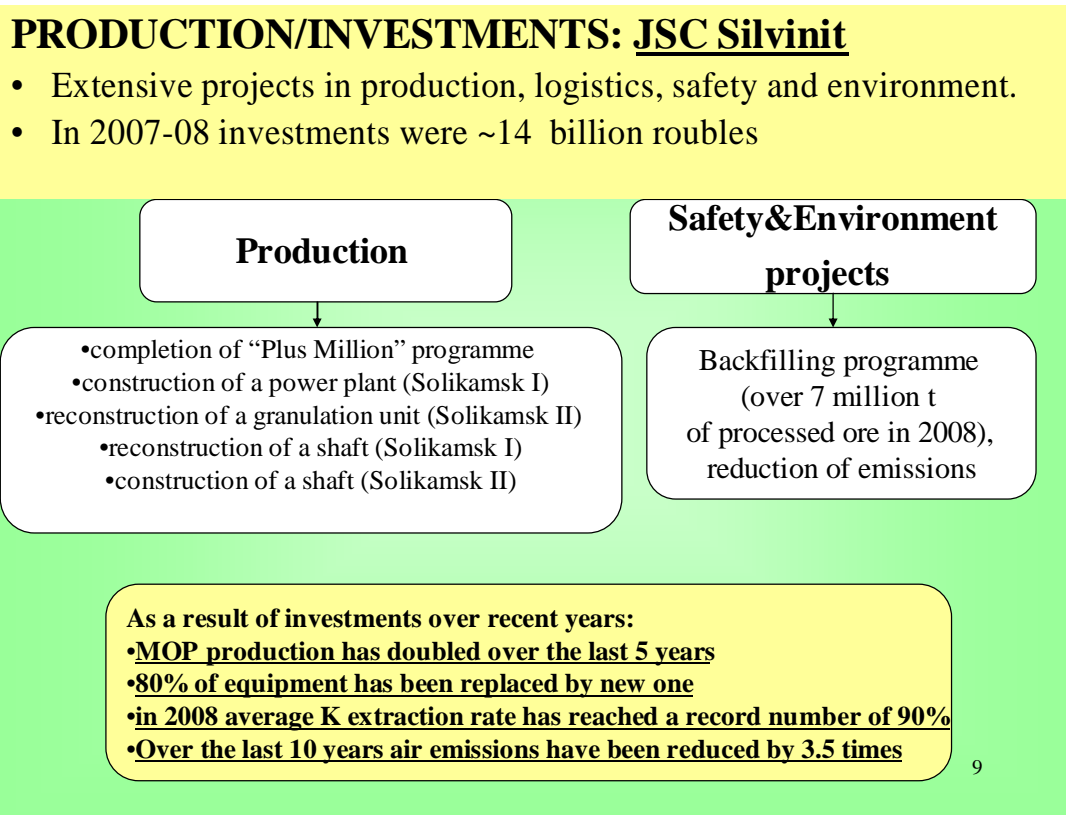 PRODUCTION/INVESTMENTS: JSC Silvinit
• Extensive projects in production, logistics, safety and environment.
• In 2007-08 investments were ~14 billion roubles
Production
•completion of “Plus Million” programme
•construction of a power plant (Solikamsk I)
•reconstruction of a granulation unit (Solikamsk II)
•reconstruction of a shaft (Solikamsk I)
•construction of a shaft (Solikamsk II)
Safety&Environment
projects
Backfilling programme
(over 7 million t
of processed ore in 2008),
reduction of emissions
As a result of investments over recent years:
•MOP production has doubled over the last 5 years
•80% of equipment has been replaced by new one
•in 2008 average K extraction rate has reached a record number of 90%
•Over the last 10 years air emissions have been reduced by 3.5 times
9